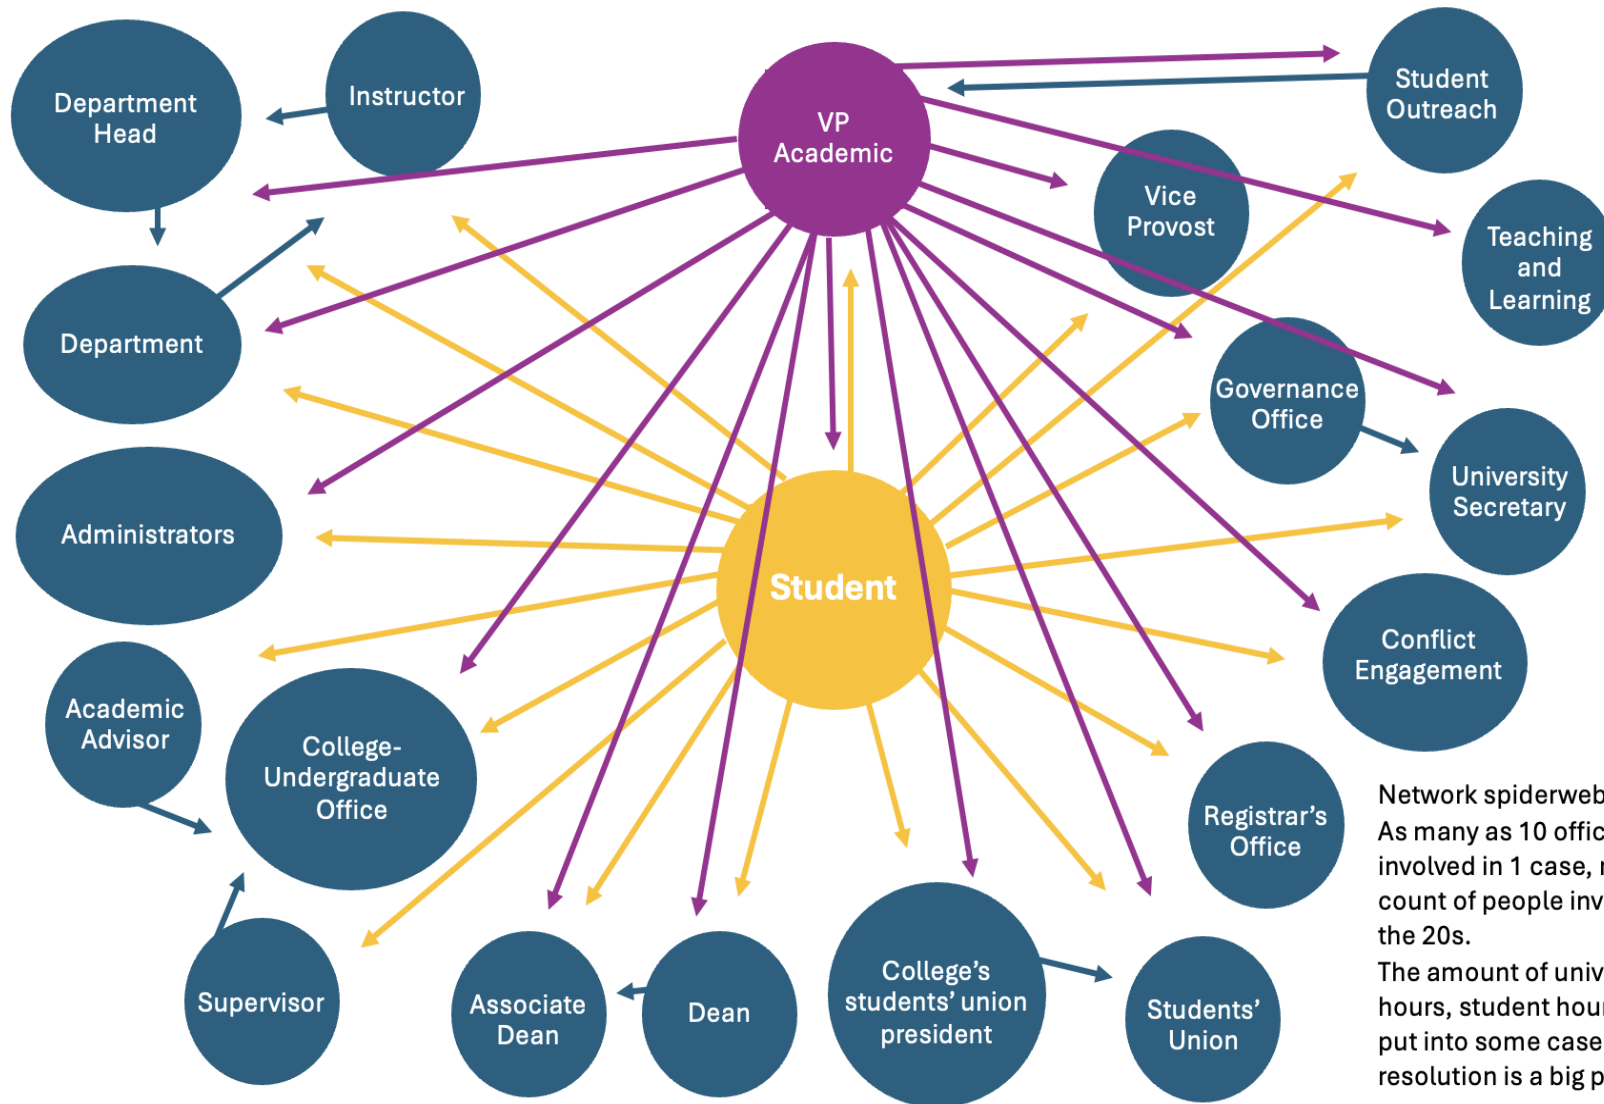 Department
Head
Instructor
VP
Academic
Student
Outreach
Vice
Provost
Teaching
and
Learning
Department
Governance
Office
University
Secretary
Administrators
Student
Conflict
Engagement
Academic
Advisor
College-
Undergraduate
Office
Registrar’s
Office
Supervisor
Associate
Dean
Dean
College’s
students’ union
president
Students’
Union
Network spiderweb
As many as 10 offic
involved in 1 case,
count of people inv
the 20s.
The amount of univ
hours, student hour
put into some case
resolution is a big